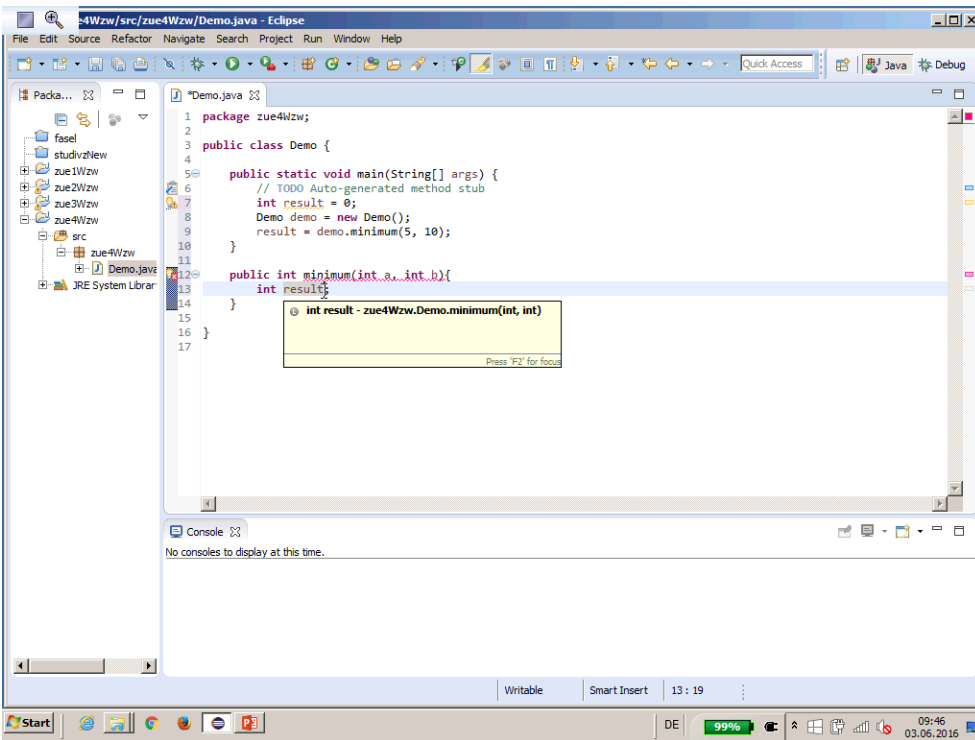 e4Wzw/src/zue4Wzw/Demo.java - Eclipse
File Edit Source Refactor Navigate Search Project Run Window Help
Quick Access
Java
Debug
Packa...
*Demo.java
fasel
studivzNew
zue1Wzw
zue2Wzw
zue3Wzw
zue4Wzw
src
zue4Wzw
Demo.java
JRE System Librar
1 package zue4Wzw;
2
3 public class Demo {
4
5 public static void main(String[] args) {
6 // TODO Auto-generated method stub
7 int result = 0;
8 Demo demo = new Demo();
9 result = demo.minimum(5, 10);
10 }
11
12 public int minimum(int a, int b){
13 int result;
14 }
15
16 }
17
int result - zue4Wzw.Demo.minimum(int, int)
Press 'F2' for focus
Console
No consoles to display at this time.
Writable
Smart Insert
13 : 19
Start
DE
99%
09:46
03.06.2016